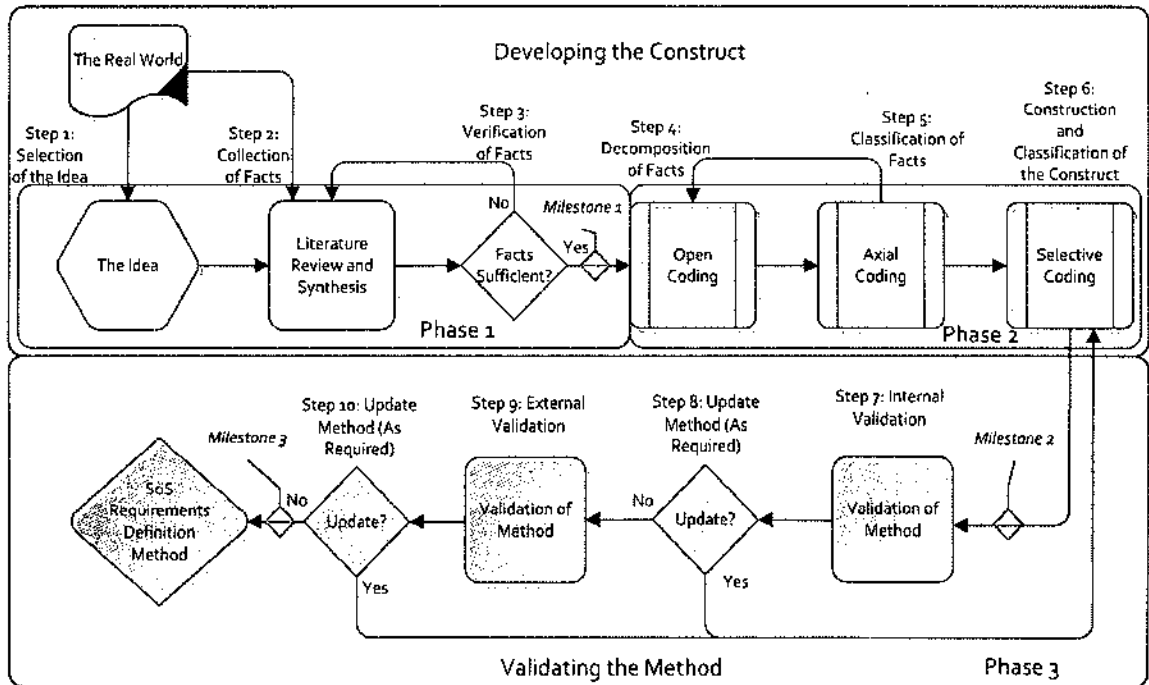 Developing the Construct
The Real World
Step 1:
Selection
of the Idea
Step 2:
Collection
of Facts
Step 3:
Verification
of Facts
Step 4:
Decomposition
of Facts
Step 5:
Classification of
Facts
Step 6:
Construction
and
Classification of
the Construct
No
Milestone 1
The Idea
Literature
Review and
Synthesis
Facts
Sufficient?
Yes
Open
Coding
Axial
Coding
Selective
Coding
Phase 1
Phase 2
Step 10: Update
Method (As
Required)
Step 9: External
Validation
Step 8: Update
Method (As
Required)
Step 7: Internal
Validation
Milestone 3
Milestone 2
SoS
Requirements
Definition
Method
No
Update?
Validation of
Method
No
Update?
Validation of
Method
Yes
Yes
Validating the Method
Phase 3